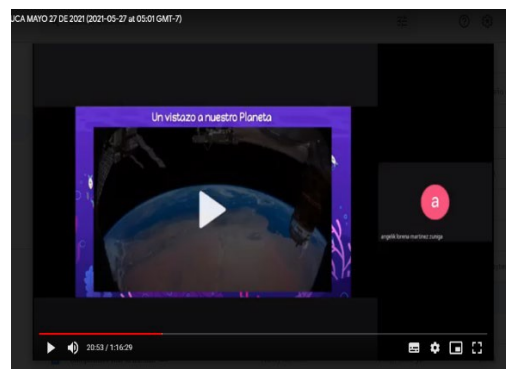 UCA MAYO 27 DE 2021 (2021-05-27 at 05:01 GMT-7)
Un vistazo a nuestro Planeta
a
angelik lorena martinez zuniga
20:53 / 1:16:29